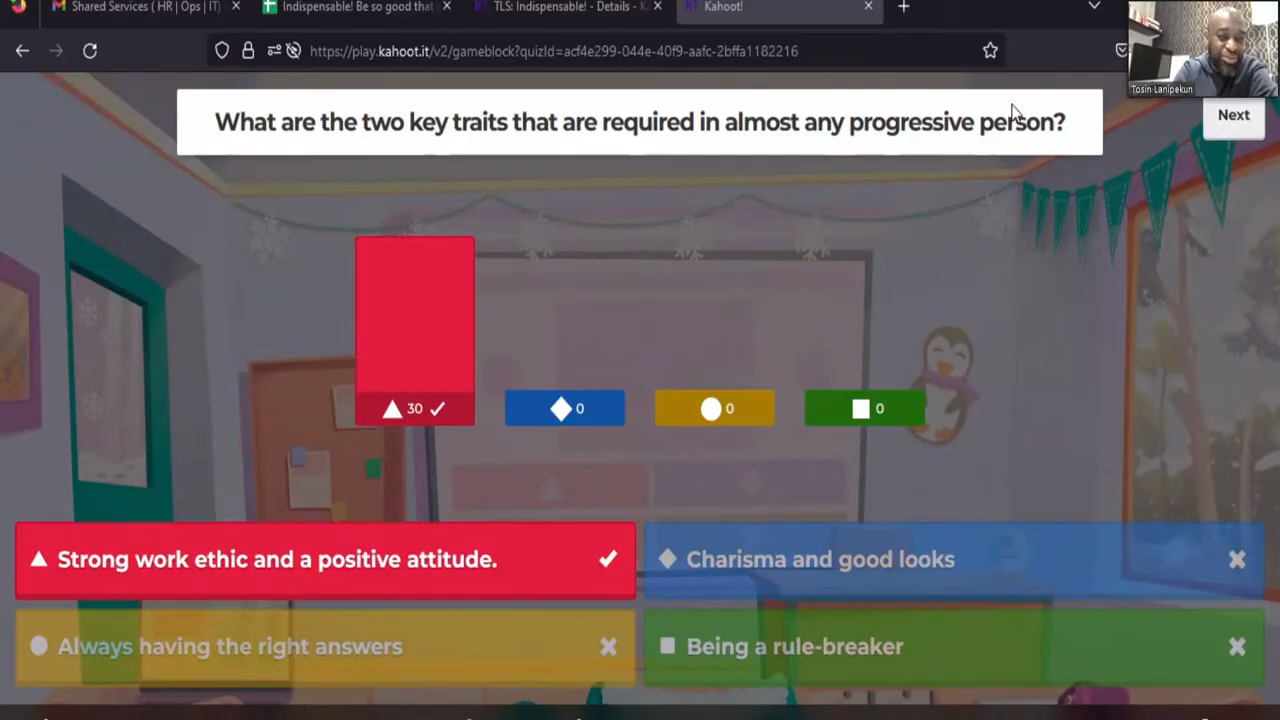 Shared Services ( HR | Ops | IT)
Indispensable! Be so good that
TLS: Indispensable! - Details - K
Kahoot!
https://play.kahoot.it/v2/gameblock?quizId=acf4e299-044e-40f9-aafc-2bffa1182216
Tosin Lanipekun
What are the two key traits that are required in almost any progressive person?
Next
30
0
0
0
Strong work ethic and a positive attitude.
Charisma and good looks
Always having the right answers
Being a rule-breaker